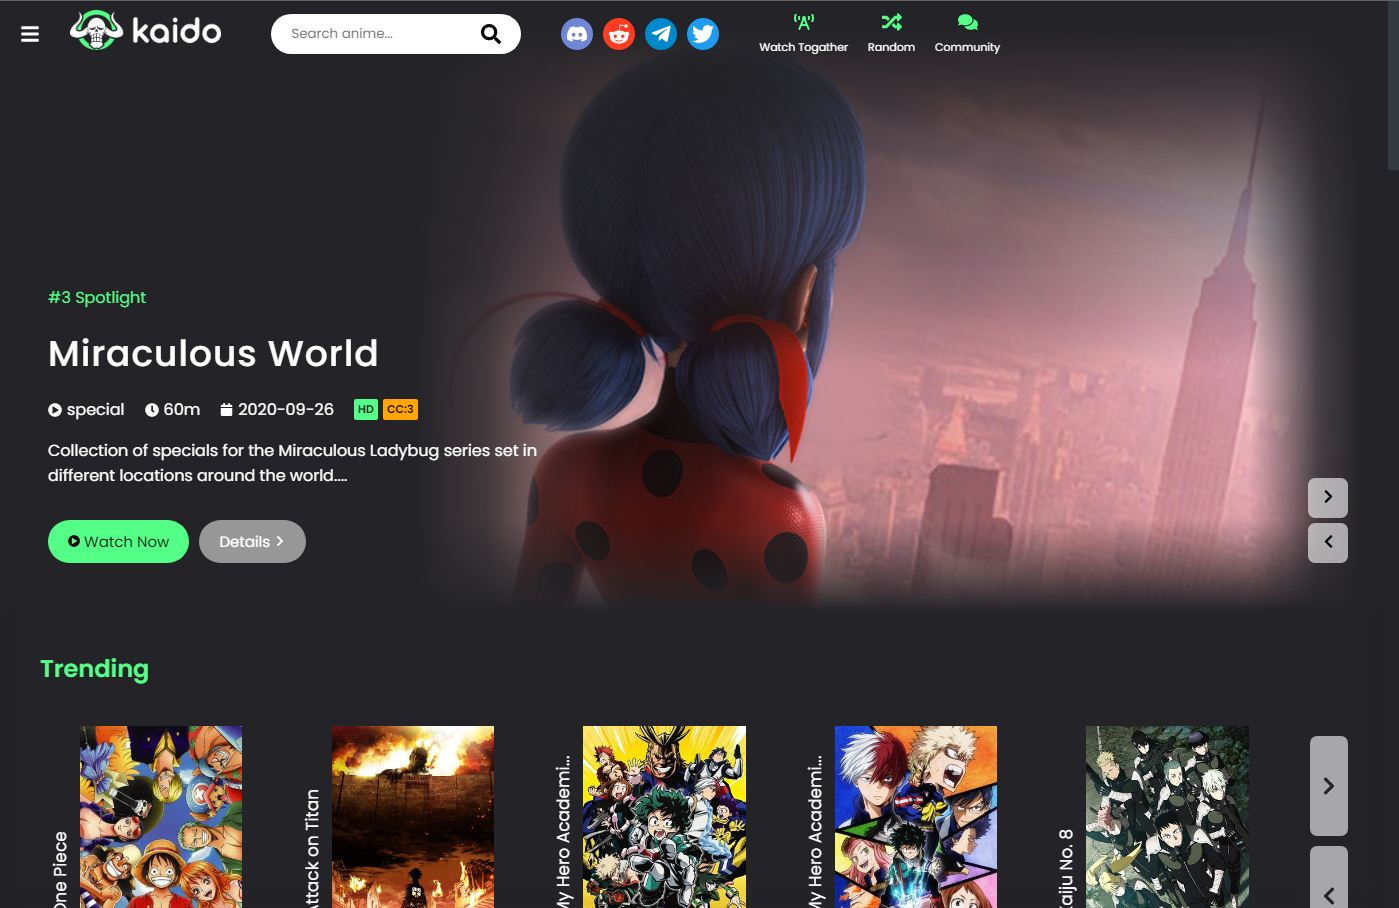 kaido
Search anime...
Watch Togather
Random
Community
#3 Spotlight
Miraculous World
special 60m 2020-09-26 HD CC:3
Collection of specials for the Miraculous Ladybug series set in
different locations around the world....
Watch Now
Details
Trending
One Piece
Attack on Titan
My Hero Academi...
My Hero Academi...
Kaiju No. 8